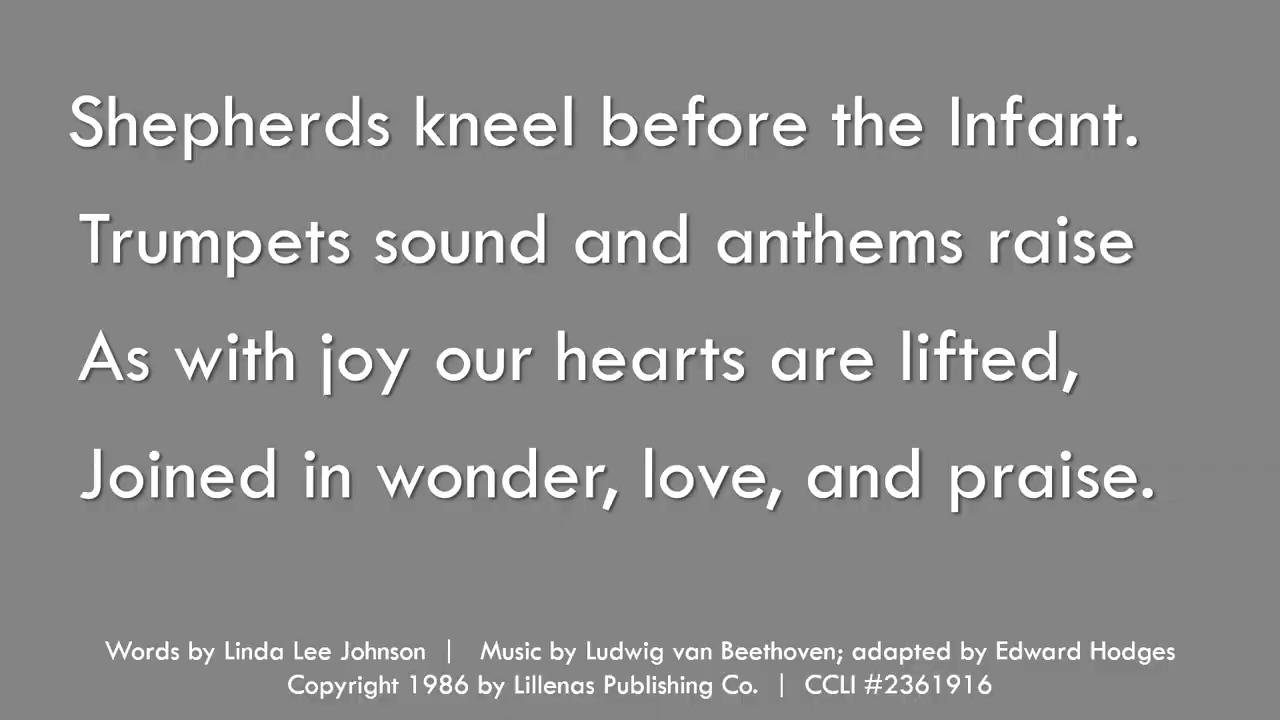 Shepherds kneel before the Infant.
Trumpets sound and anthems raise
As with joy our hearts are lifted,
Joined in wonder, love, and praise.
Words by Linda Lee Johnson | Music by Ludwig van Beethoven; adapted by Edward Hodges
Copyright 1986 by Lillenas Publishing Co. | CCLI #2361916